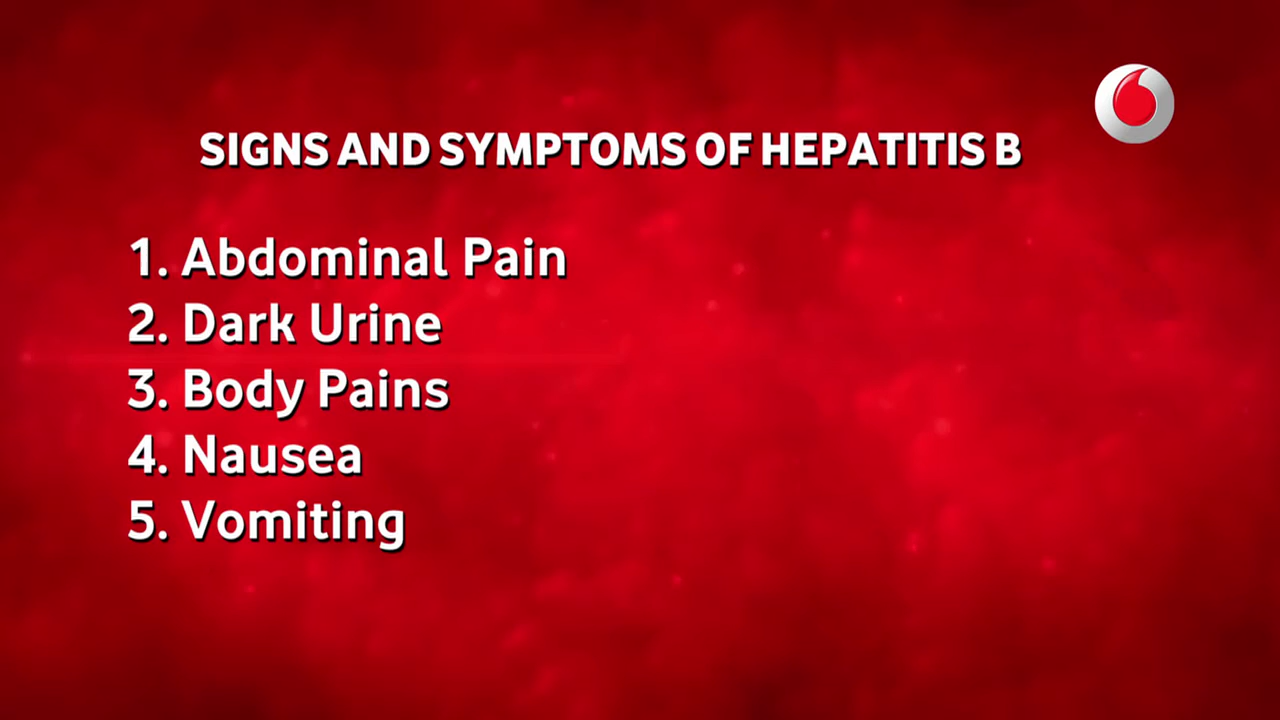 SIGNS AND SYMPTOMS OF HEPATITIS B
1. Abdominal Pain
2. Dark Urine
3. Body Pains
4. Nausea
5. Vomiting